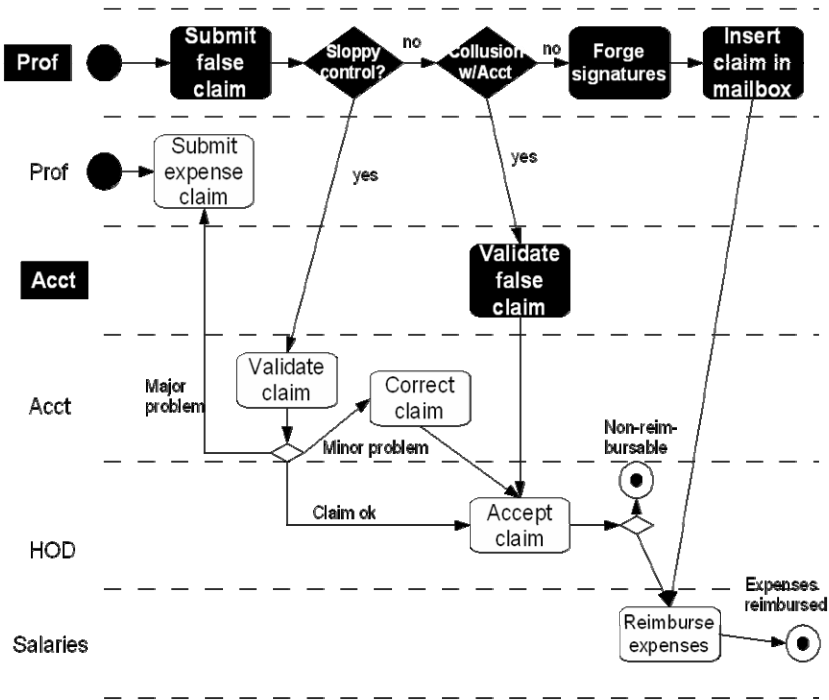 Prof
Submit
false
claim
Sloppy
control?
no
Collusion
w/Acct
no
Forge
signatures
Insert
claim in
mailbox
Prof
Submit
expense
claim
yes
yes
Acct
Validate
false
claim
Acct
Major
problem
Validate
claim
Correct
claim
Minor problem
Non-reim-
bursable
HOD
Claim ok
Accept
claim
Salaries
Reimburse
expenses
Expenses
reimbursed